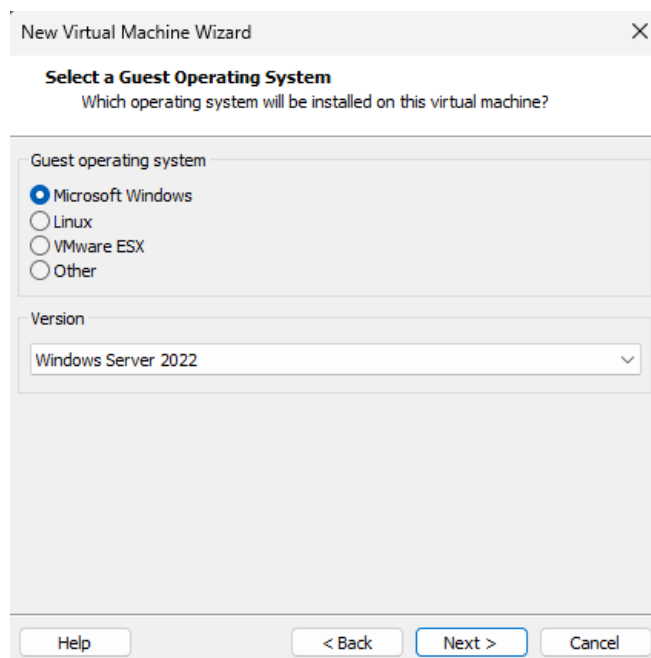 New Virtual Machine Wizard
Select a Guest Operating System
Which operating system will be installed on this virtual machine?
Guest operating system
Microsoft Windows
Linux
VMware ESX
Other
Version
Windows Server 2022
Help
< Back
Next >
Cancel